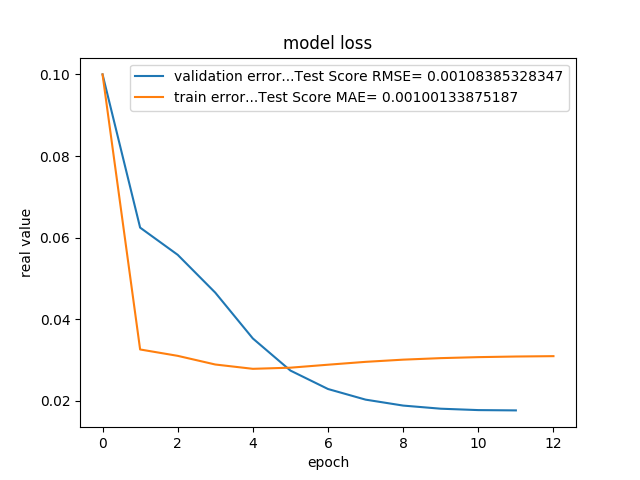 model loss
validation error...Test Score RMSE= 0.00108385328347
train error...Test Score MAE= 0.00100133875187
real value
0.10
0.08
0.06
0.04
0.02
0 2 4 6 8 10 12
epoch